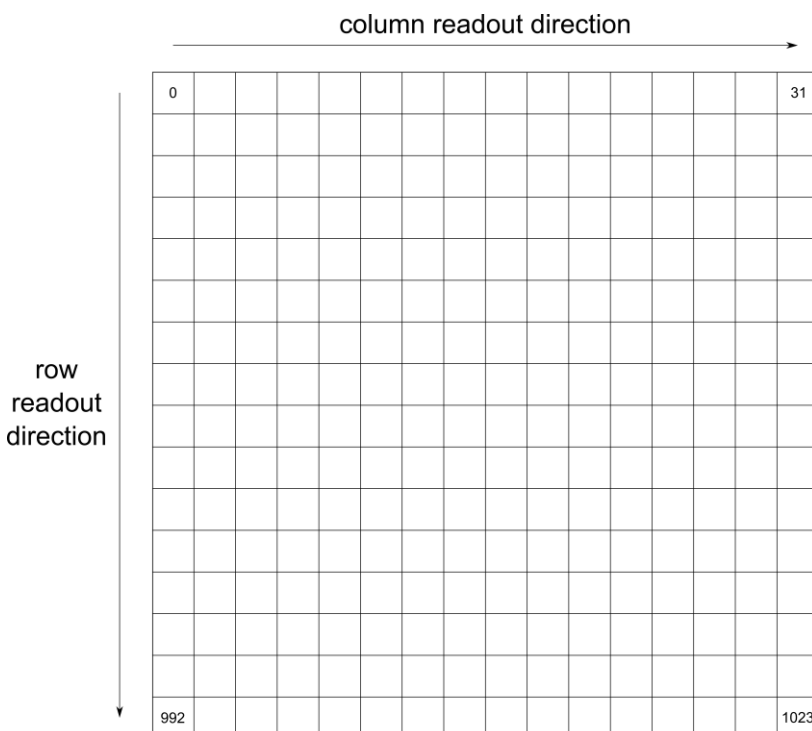 column readout direction
0
31
row
readout
direction
992
1023